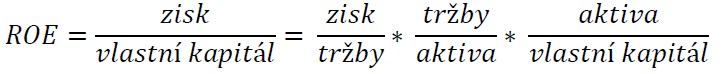 ROE = zisk / vlastní kapitál = zisk / tržby * tržby / aktiva * aktiva / vlastní kapitál